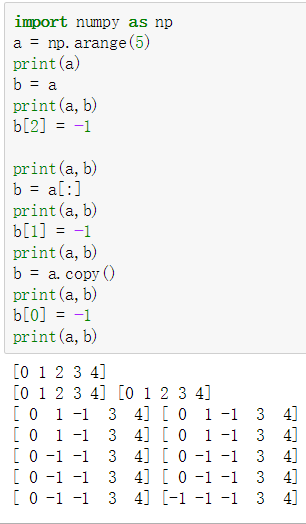 import numpy as np
a = np.arange(5)
print(a)
b = a
print(a,b)
b[2] = -1

print(a,b)
b = a[:]
print(a,b)
b[1] = -1
print(a,b)
b = a.copy()
print(a,b)
b[0] = -1
print(a,b)
[0 1 2 3 4]
[0 1 2 3 4] [0 1 2 3 4]
[ 0  1 -1  3  4] [ 0  1 -1  3  4]
[ 0  1 -1  3  4] [ 0  1 -1  3  4]
[ 0 -1 -1  3  4] [ 0 -1 -1  3  4]
[ 0 -1 -1  3  4] [ 0 -1 -1  3  4]
[ 0 -1 -1  3  4] [-1 -1 -1  3  4]